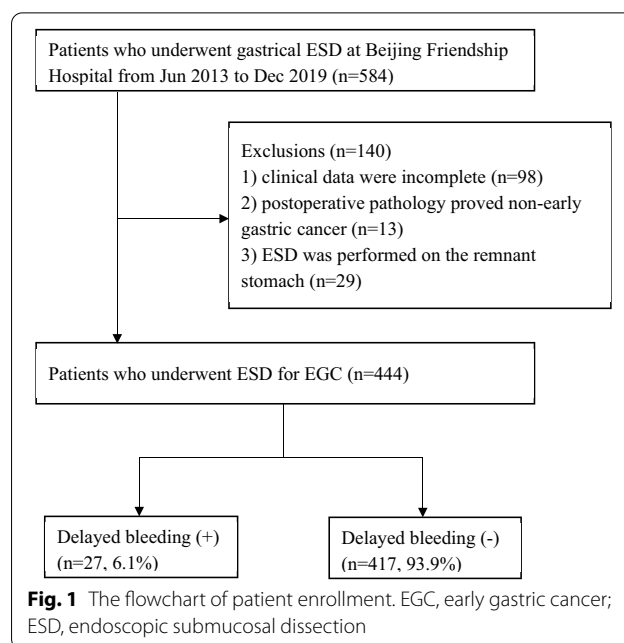 Patients who underwent gastrical ESD at Beijing Friendship
Hospital from Jun 2013 to Dec 2019 (n=584)
Exclusions (n=140)
1) clinical data were incomplete (n=98)
2) postoperative pathology proved non-early
gastric cancer (n=13)
3) ESD was performed on the remnant
stomach (n=29)
Patients who underwent ESD for EGC (n=444)
Delayed bleeding (+)
(n=27, 6.1%)
Delayed bleeding (-)
(n=417, 93.9%)
Fig. 1 The flowchart of patient enrollment. EGC, early gastric cancer;
ESD, endoscopic submucosal dissection